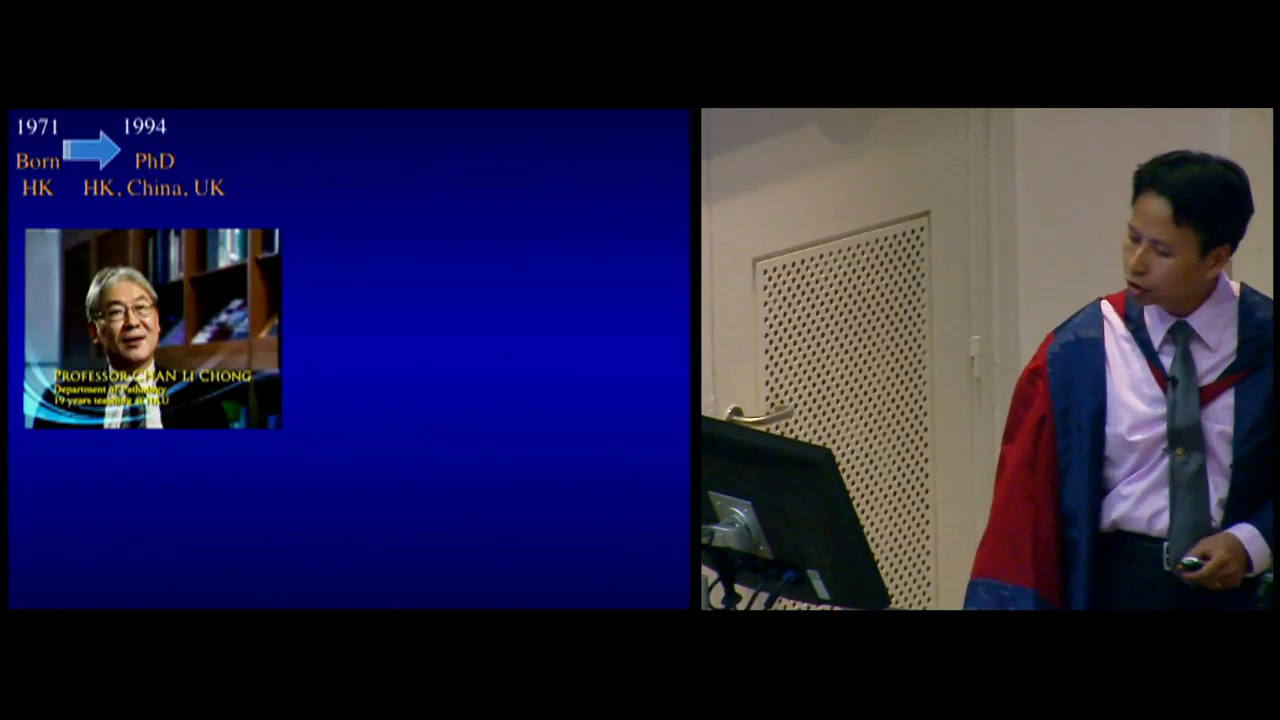 1971
1994
Born
PhD
HK
HK, China, UK
PROFESSOR CHAN LI CHONG
Department of Pathology
19 years teaching at HKU